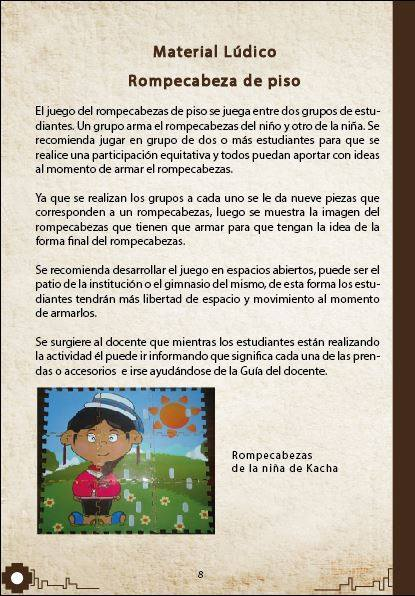 Material Lúdico
Rompecabeza de piso
El juego del rompecabezas de piso se juega entre dos grupos de estu-
diantes. Un grupo arma el rompecabezas del niño y otro de la niña. Se
recomienda jugar en grupo de dos o más estudiantes para que se
realice una participación equitativa y todos puedan aportar con ideas
al momento de armar el rompecabezas.
Ya que se realizan los grupos a cada uno se le da nueve piezas que
corresponden a un rompecabezas, luego se muestra la imagen del
rompecabezas que tienen que armar para que tengan la idea de la
forma final del rompecabezas.
Se recomienda desarrollar el juego en espacios abiertos, puede ser el
patio de la institución o el gimnasio del mismo, de esta forma los estu-
diantes tendrán más libertad de espacio y movimiento al momento
de armarlos.
Se surgiere al docente que mientras los estudiantes están realizando
la actividad él puede ir informando que significa cada una de las pren-
das o accesorios e irse ayudándose de la Guía del docente.
Rompecabezas
de la niña de Kacha
8